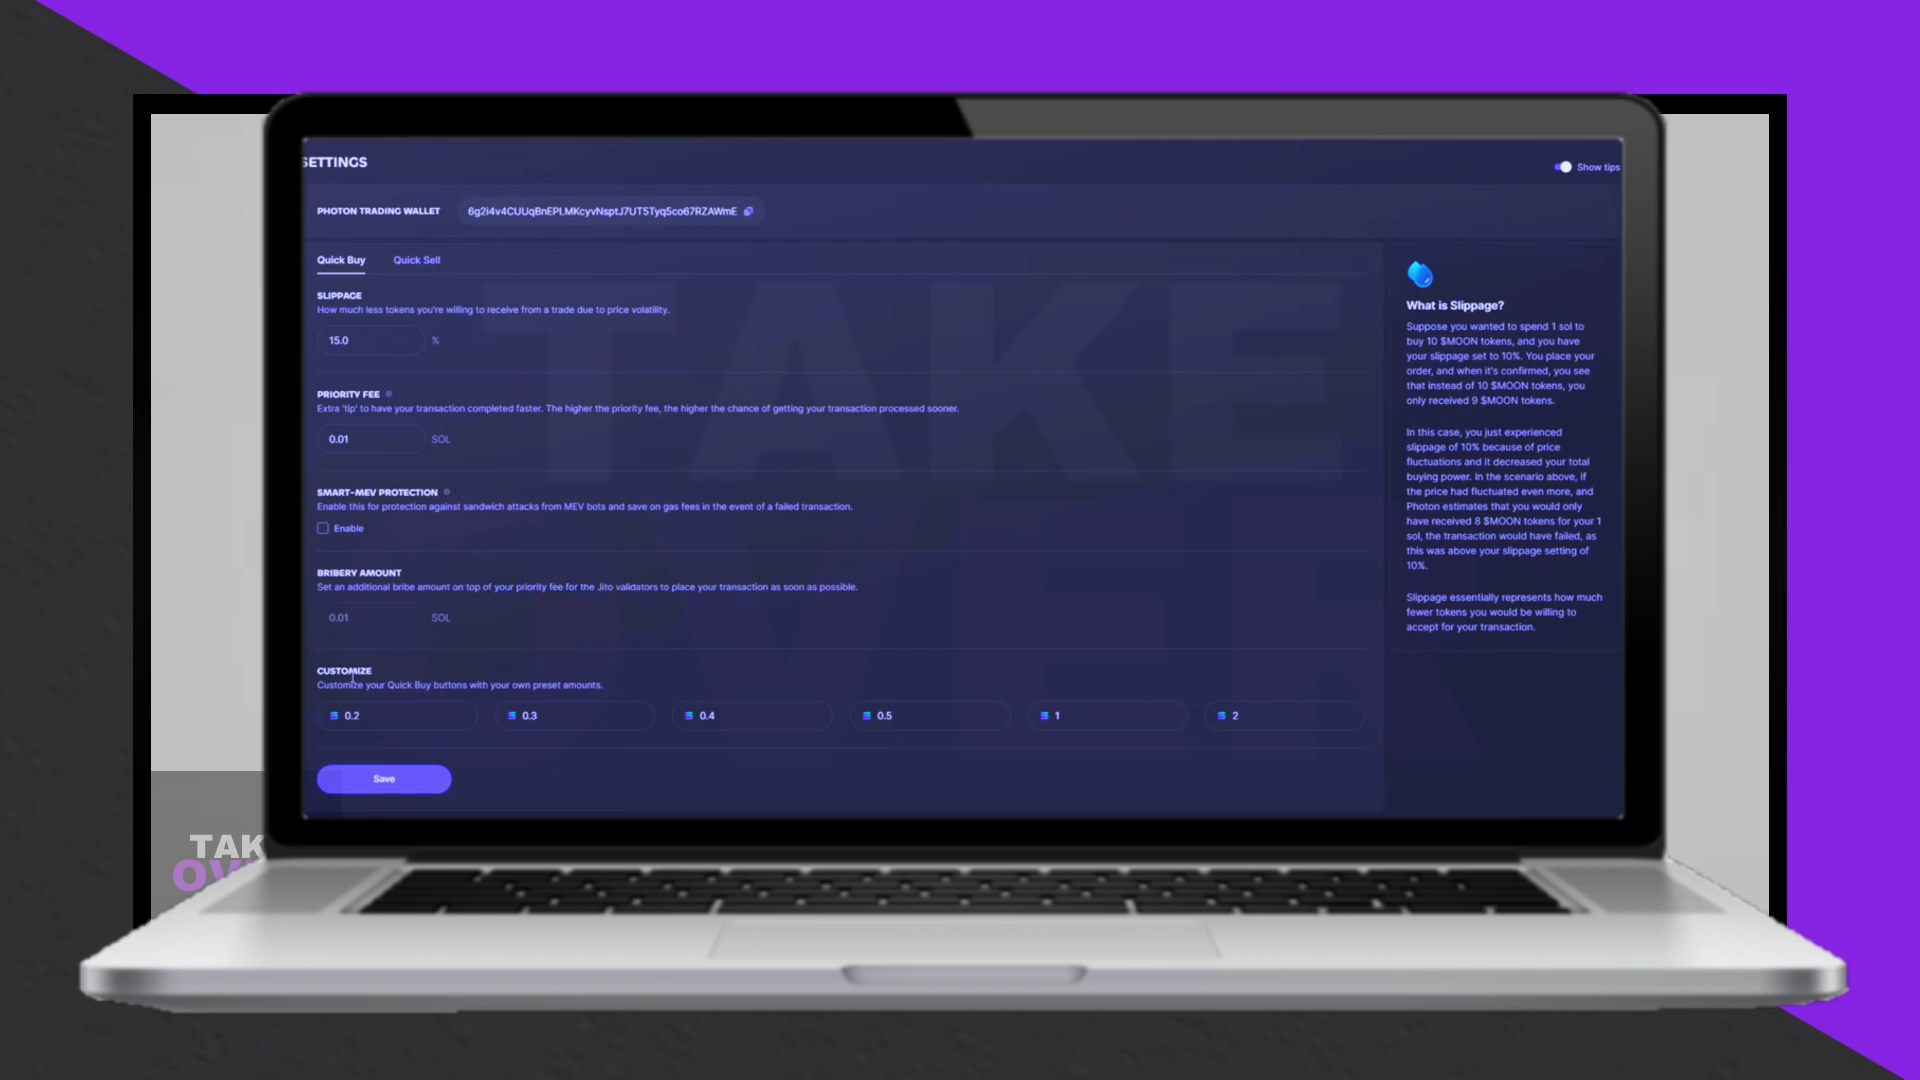 SETTINGS
Show tips
PHOTON TRADING WALLET 6g2i4v4CUUqBnEPLMKcyvNsptJ7UT5Tyq5co67RZAWmE
Quick Buy Quick Sell
SLIPPAGE
How much less tokens you're willing to receive from a trade due to price volatility.
15.0 %
PRIORITY FEE
Extra 'tip' to have your transaction completed faster. The higher the priority fee, the higher the chance of getting your transaction processed sooner.
0.01 SOL
SMART-MEV PROTECTION
Enable this for protection against sandwich attacks from MEV bots and save on gas fees in the event of a failed transaction.
Enable
BRIBERY AMOUNT
Set an additional bribe amount on top of your priority fee for the Jito validators to place your transaction as soon as possible.
0.01 SOL
CUSTOMIZE
Customize your Quick Buy buttons with your own preset amounts.
0.2 0.3 0.4 0.5 1 2
Save
What is Slippage?
Suppose you wanted to spend 1 sol to
buy 10 $MOON tokens, and you have
your slippage set to 10%. You place your
order, and when it's confirmed, you see
that instead of 10 $MOON tokens, you
only received 9 $MOON tokens.
In this case, you just experienced
slippage of 10% because of price
fluctuations and it decreased your total
buying power. In the scenario above, if
the price had fluctuated even more, and
Photon estimates that you would only
have received 8 $MOON tokens for your 1
sol, the transaction would have failed, as
this was above your slippage setting of
10%.
Slippage essentially represents how much
fewer tokens you would be willing to
accept for your transaction.
TAKE
OVER
TAK
OV